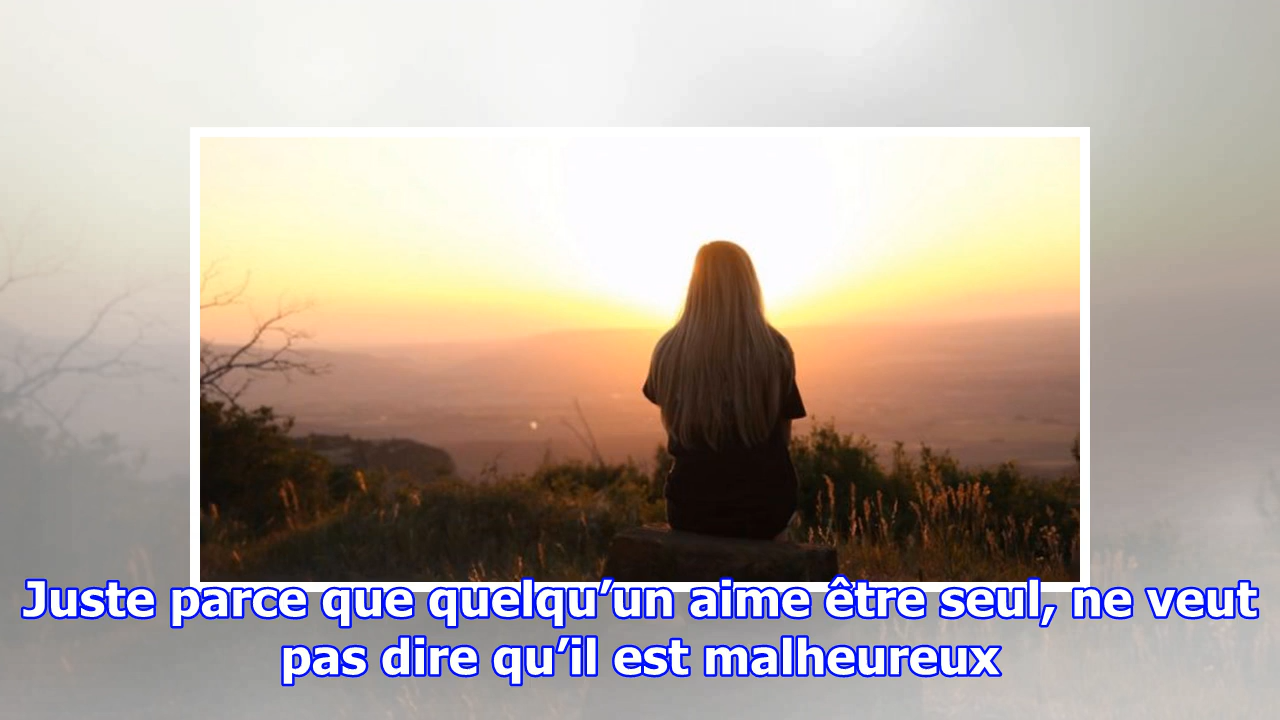 Juste parce que quelqu’un aime être seul, ne veut
pas dire qu’il est malheureux